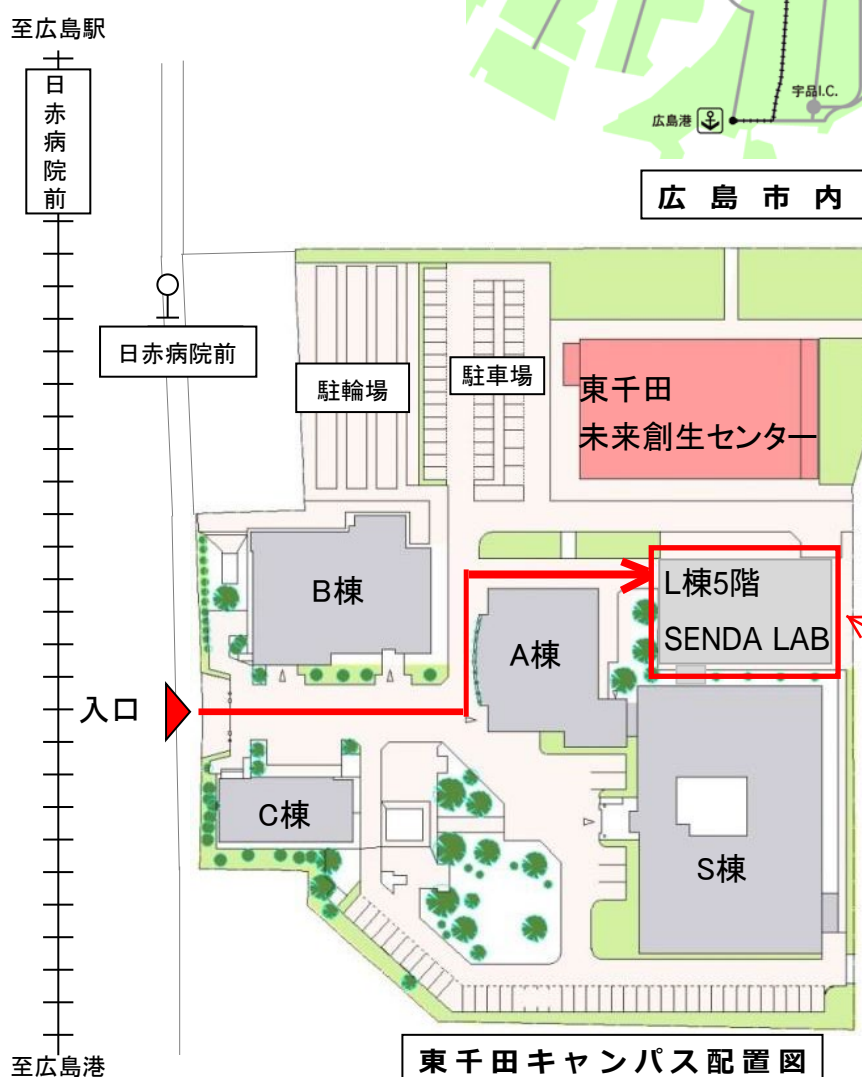 至広島駅
日赤病院前
宇品I.C.
広島港
広島市内
日赤病院前
駐輪場
駐車場
東千田
未来創生センター
B棟
L棟5階
SENDA LAB
A棟
入口
C棟
S棟
至広島港
東千田キャンパス配置図